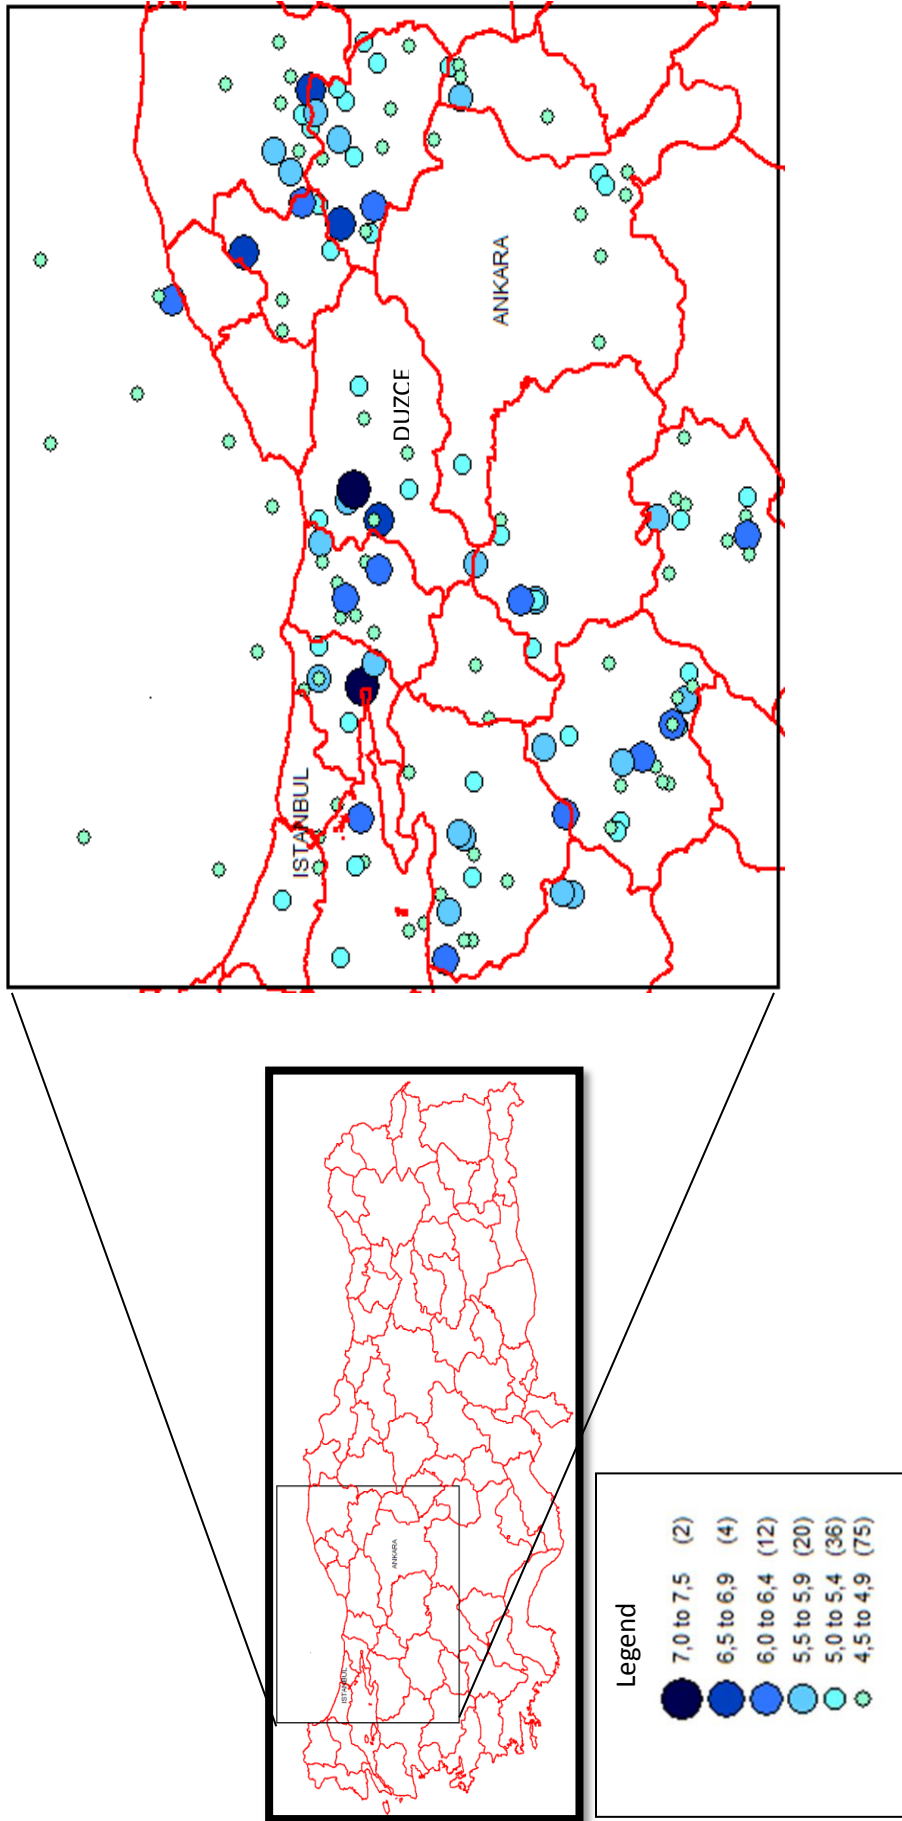 ISTANBUL
DUZCE
ANKARA
ISTANBUL
ANKARA
Legend
7,0 to 7,5 (2)
6,5 to 6,9 (4)
6,0 to 6,4 (12)
5,5 to 5,9 (20)
5,0 to 5,4 (36)
4,5 to 4,9 (75)